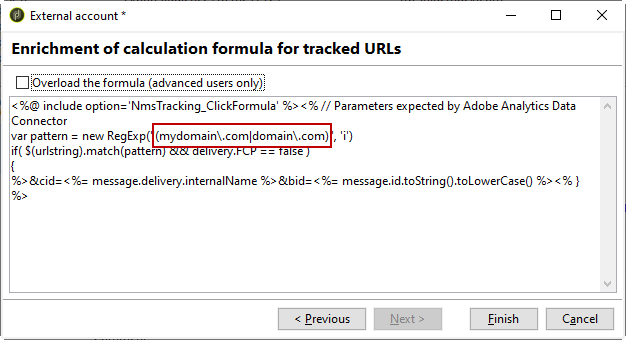 External account *
Enrichment of calculation formula for tracked URLs
Overload the formula (advanced users only)
<%@ include option='NmsTracking_ClickFormula' %><% // Parameters expected by Adobe Analytics Data
Connector
var pattern = new RegExp("(mydomain\.com|domain\.com)", 'i')
if( $(urlstring).match(pattern) && delivery.FCP == false )
{
%>&cid=<%= message.delivery.internalName %>&bid=<%= message.id.toString().toLowerCase() %><% }
%>
< Previous
Next >
Finish
Cancel